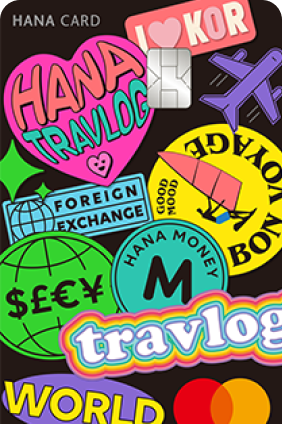 HANA CARD
I KOR
HANA
TRAVLOG
BON VOYAGE
GOOD
MOOD
FOREIGN
EXCHANGE
HANA MONEY
M
$£€¥
travlog
WORLD